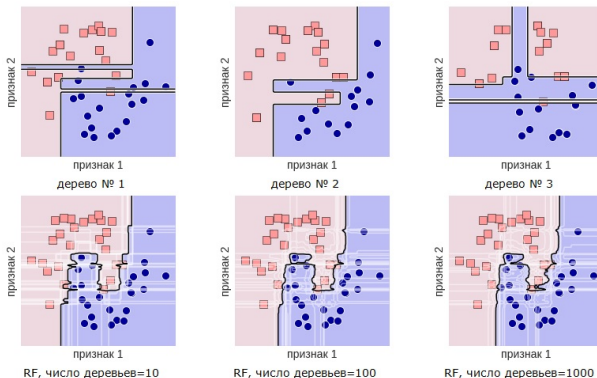 признак 2
признак 1
дерево № 1
признак 2
признак 1
дерево № 2
признак 2
признак 1
дерево № 3
признак 2
признак 1
RF, число деревьев=10
признак 2
признак 1
RF, число деревьев=100
признак 2
признак 1
RF, число деревьев=1000